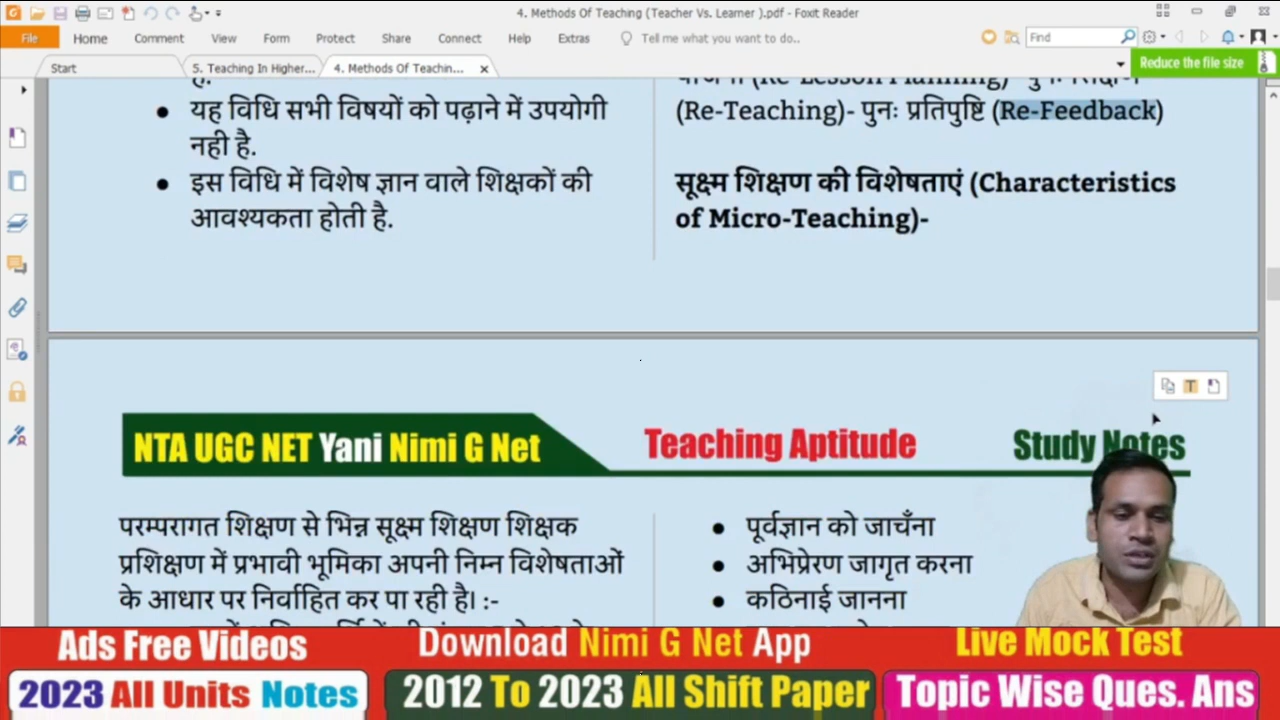 4. Methods Of Teaching (Teacher Vs. Learner ).pdf - Foxit Reader
File Home Comment View Form Protect Share Connect Help Extras Tell me what you want to do.. Find
Start 5. Teaching In Higher... 4. Methods Of Teachin... Reduce the file size
यह विधि सभी विषयों को पढ़ाने में उपयोगी
नही है.
इस विधि में विशेष ज्ञान वाले शिक्षकों की
आवश्यकता होती है.
(Re-Teaching)- पुनः प्रतिपुष्टि (Re-Feedback)
सूक्ष्म शिक्षण की विशेषताएं (Characteristics
of Micro-Teaching)-
NTA UGC NET Yani Nimi G Net Teaching Aptitude Study Notes
परम्परागत शिक्षण से भिन्न सूक्ष्म शिक्षण शिक्षक
प्रशिक्षण में प्रभावी भूमिका अपनी निम्न विशेषताओं
के आधार पर निर्वाहित कर पा रही है। :-
पूर्वज्ञान को जाचँना
अभिप्रेरण जागृत करना
कठिनाई जानना
Ads Free Videos Download Nimi G Net App Live Mock Test
2023 All Units Notes 2012 To 2023 All Shift Paper Topic Wise Ques. Ans